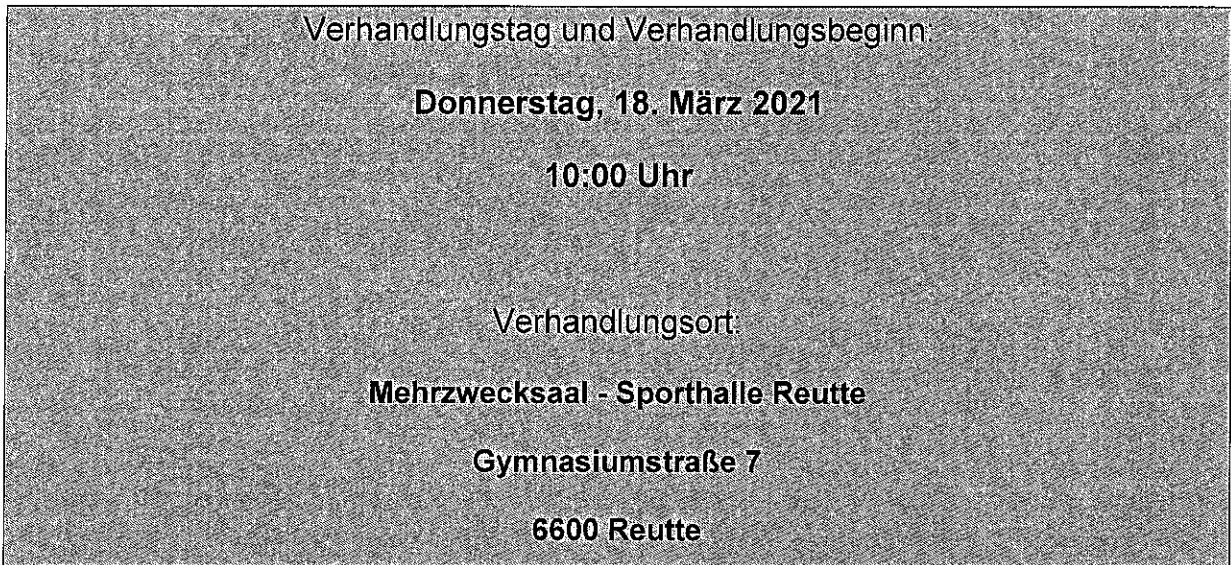 Verhandlungstag und Verhandlungsbeginn:
Donnerstag, 18. März 2021
10:00 Uhr
Verhandlungsort:
Mehrzwecksaal - Sporthalle Reutte
Gymnasiumstraße 7
6600 Reutte